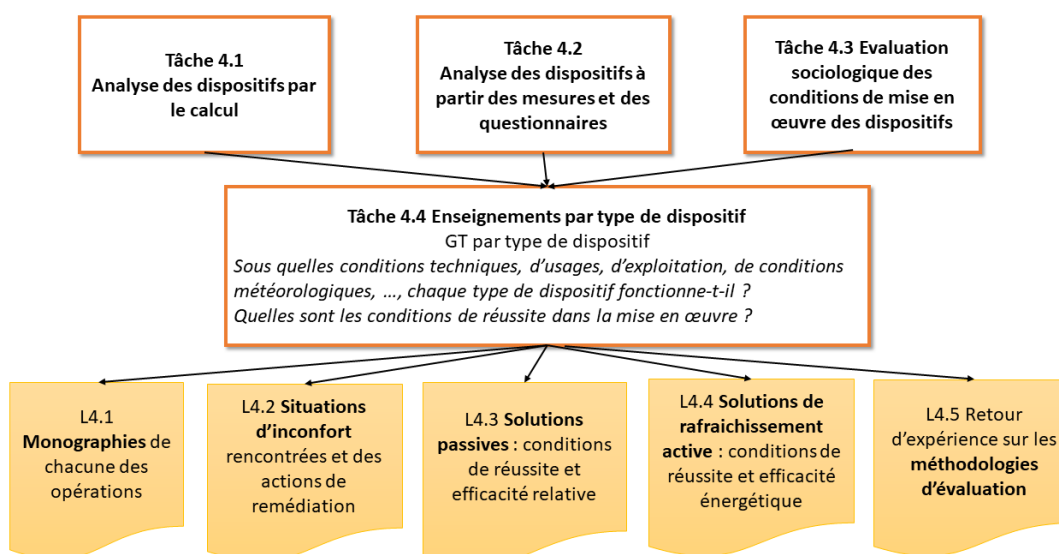 Tâche 4.1
Analyse des dispositifs par
le calcul
Tâche 4.2
Analyse des dispositifs à
partir des mesures et des
questionnaires
Tâche 4.3 Evaluation
sociologique des
conditions de mise en
œuvre des dispositifs
Tâche 4.4 Enseignements par type de dispositif
GT par type de dispositif
Sous quelles conditions techniques, d'usages, d'exploitation, de conditions
météorologiques, …, chaque type de dispositif fonctionne-t-il ?
Quelles sont les conditions de réussite dans la mise en œuvre ?
L4.1
Monographies de
chacune des
opérations
L4.2 Situations
d'inconfort
rencontrées et des
actions de
remédiation
L4.3 Solutions
passives : conditions
de réussite et
efficacité relative
L4.4 Solutions de
rafraichissement
active : conditions de
réussite et efficacité
énergétique
L4.5 Retour
d'expérience sur les
méthodologies
d'évaluation